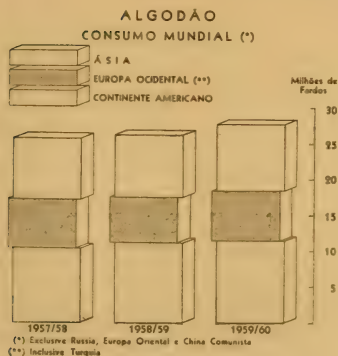 ALGODÃO
CONSUMO MUNDIAL (*)
ÁSIA
EUROPA OCIDENTAL (**)
CONTINENTE AMERICANO
Milhões de
Fardos
30
25
20
15
10
5
1957/58
1958/59
1959/60
(*) Exclusive Russia, Europa Oriental e China Comunista
(**) Inclusive Turquia